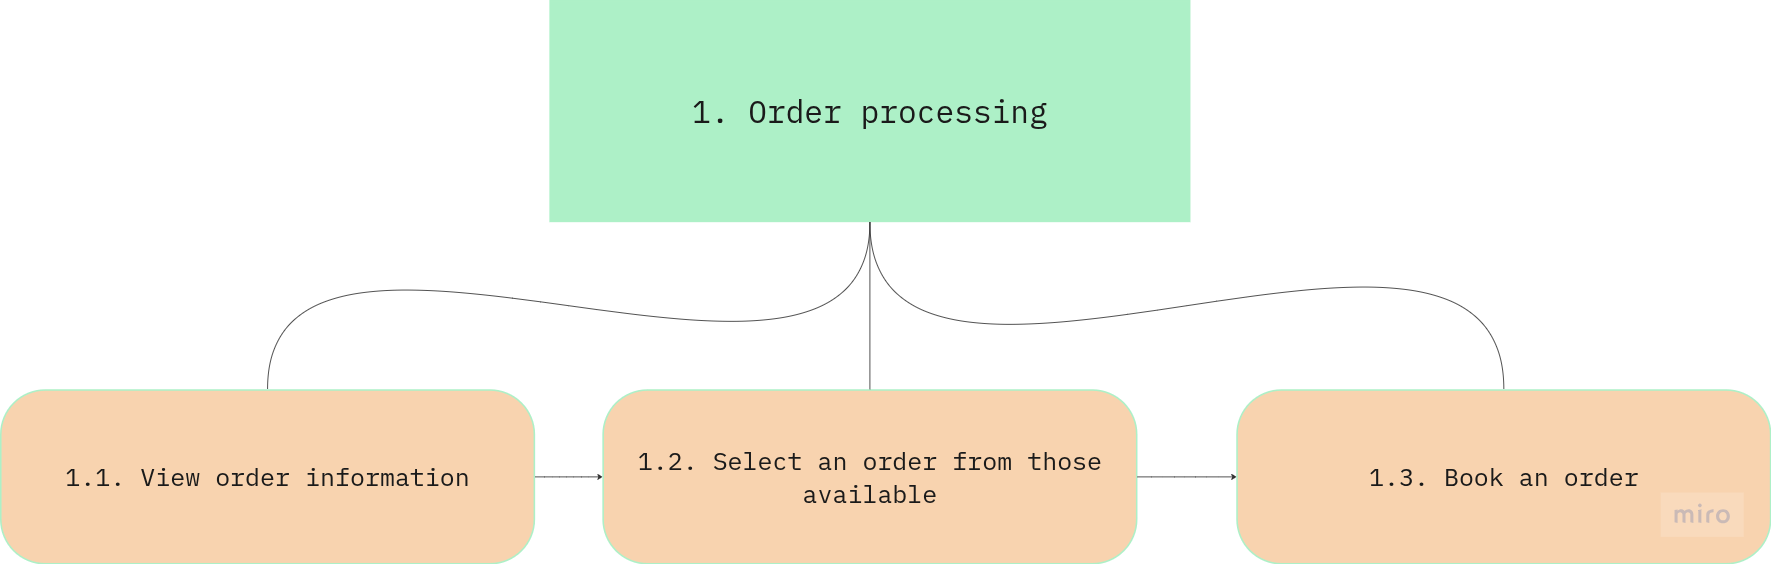 1. Order processing
1.1. View order information
1.2. Select an order from those
available
1.3. Book an order
miro